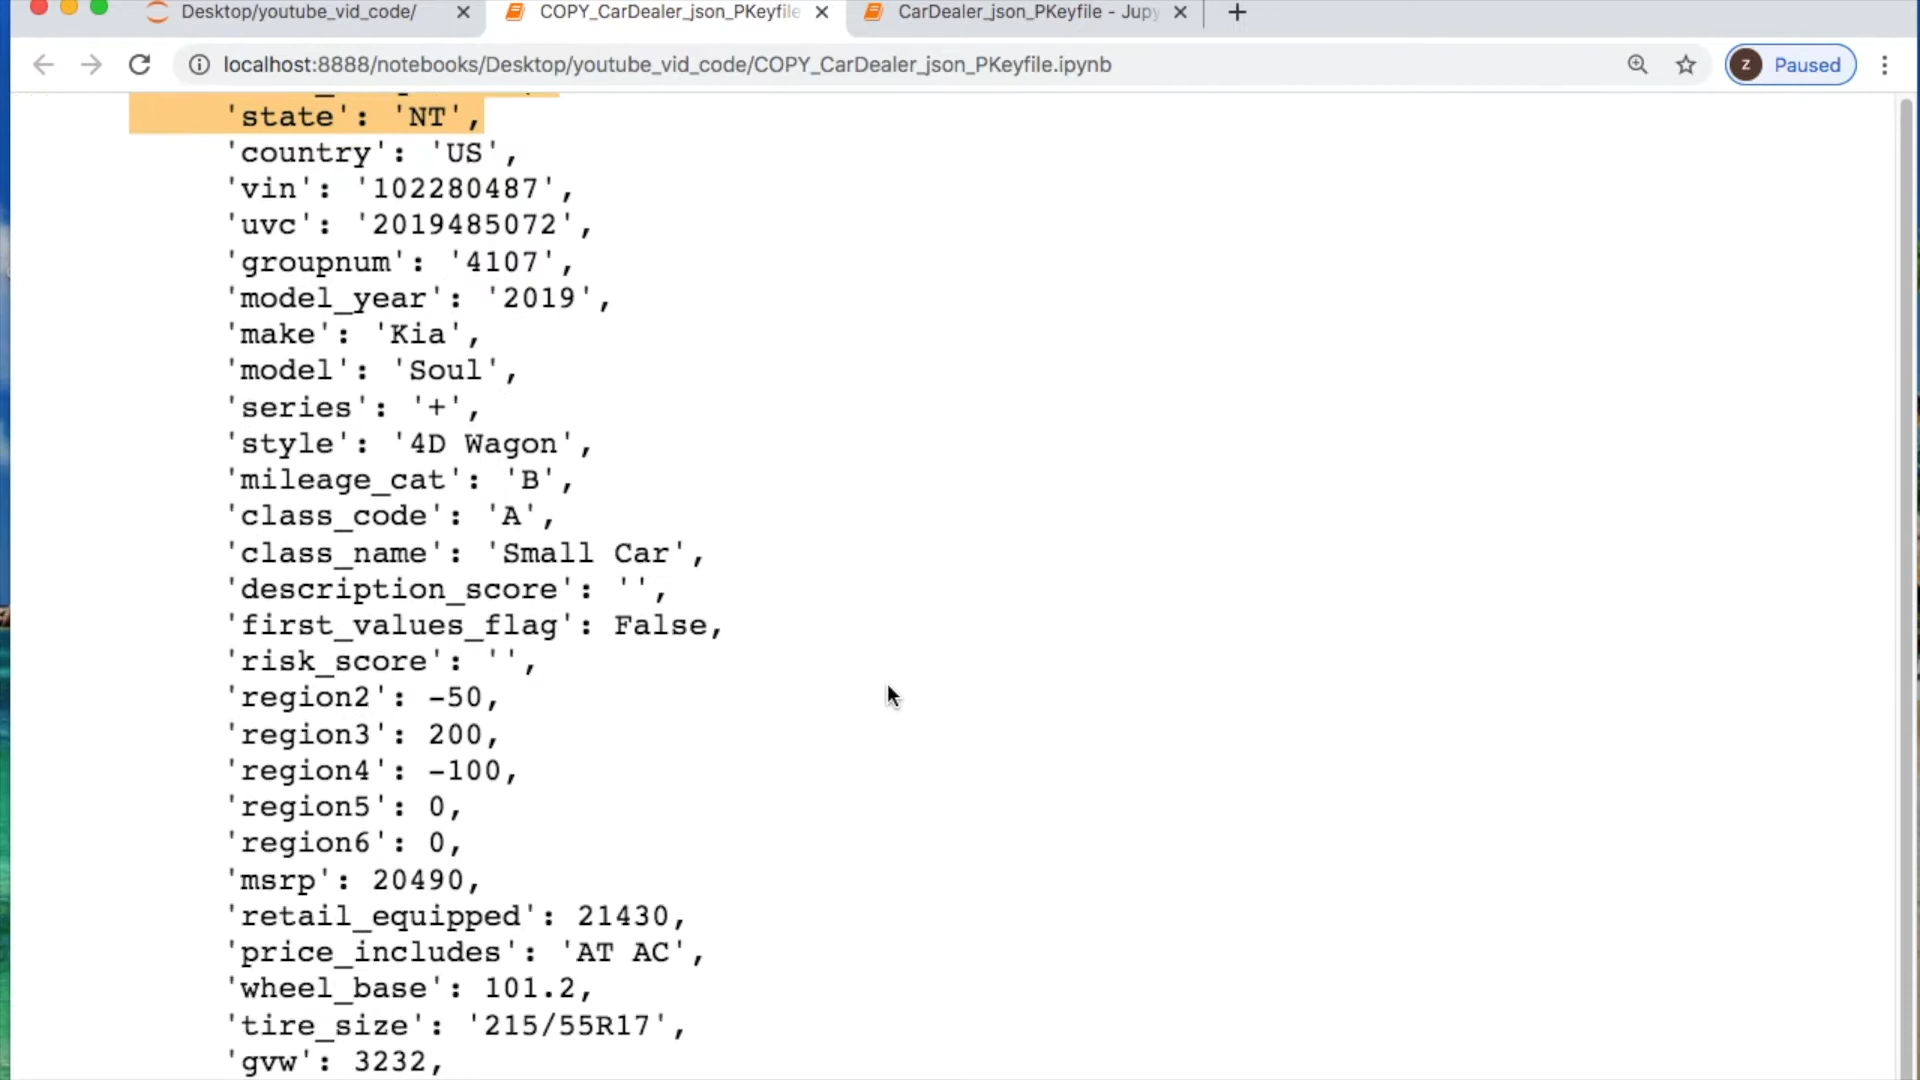 Desktop/youtube_vid_code/
COPY_CarDealer_json_PKeyfile
CarDealer_json_PKeyfile - Jupy
localhost:8888/notebooks/Desktop/youtube_vid_code/COPY_CarDealer_json_PKeyfile.ipynb
z
Paused
'state': 'NT',
'country': 'US',
'vin': '102280487',
'uvc': '2019485072',
'groupnum': '4107',
'model_year': '2019',
'make': 'Kia',
'model': 'Soul',
'series': '+',
'style': '4D Wagon',
'mileage_cat': 'B',
'class_code': 'A',
'class_name': 'Small Car',
'description_score': '',
'first_values_flag': False,
'risk_score': '',
'region2': -50,
'region3': 200,
'region4': -100,
'region5': 0,
'region6': 0,
'msrp': 20490,
'retail_equipped': 21430,
'price_includes': 'AT AC',
'wheel_base': 101.2,
'tire_size': '215/55R17',
'gvw': 3232,